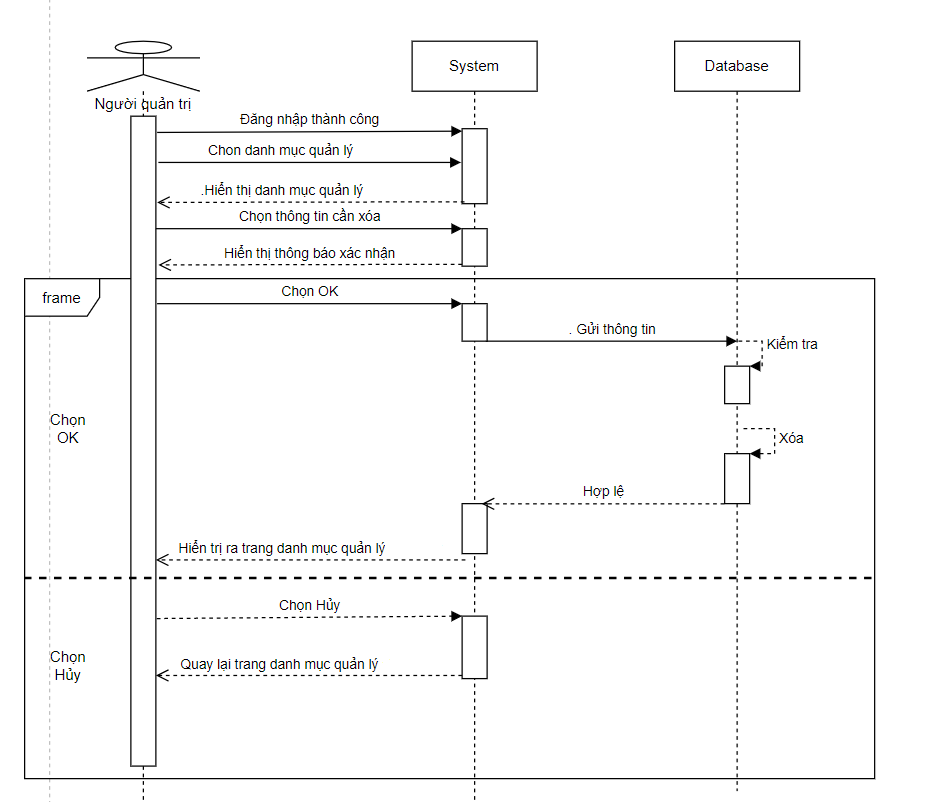 System
Database
Người quản trị
Đăng nhập thành công
Chon danh mục quản lý
.Hiển thị danh mục quản lý
Chọn thông tin cần xóa
Hiển thị thông báo xác nhận
frame
Chọn OK
. Gửi thông tin
Kiểm tra
Chọn
OK
Xóa
Hợp lệ
Hiển trị ra trang danh mục quản lý
Chọn Hủy
Chọn
Hủy
Quay lại trang danh mục quản lý